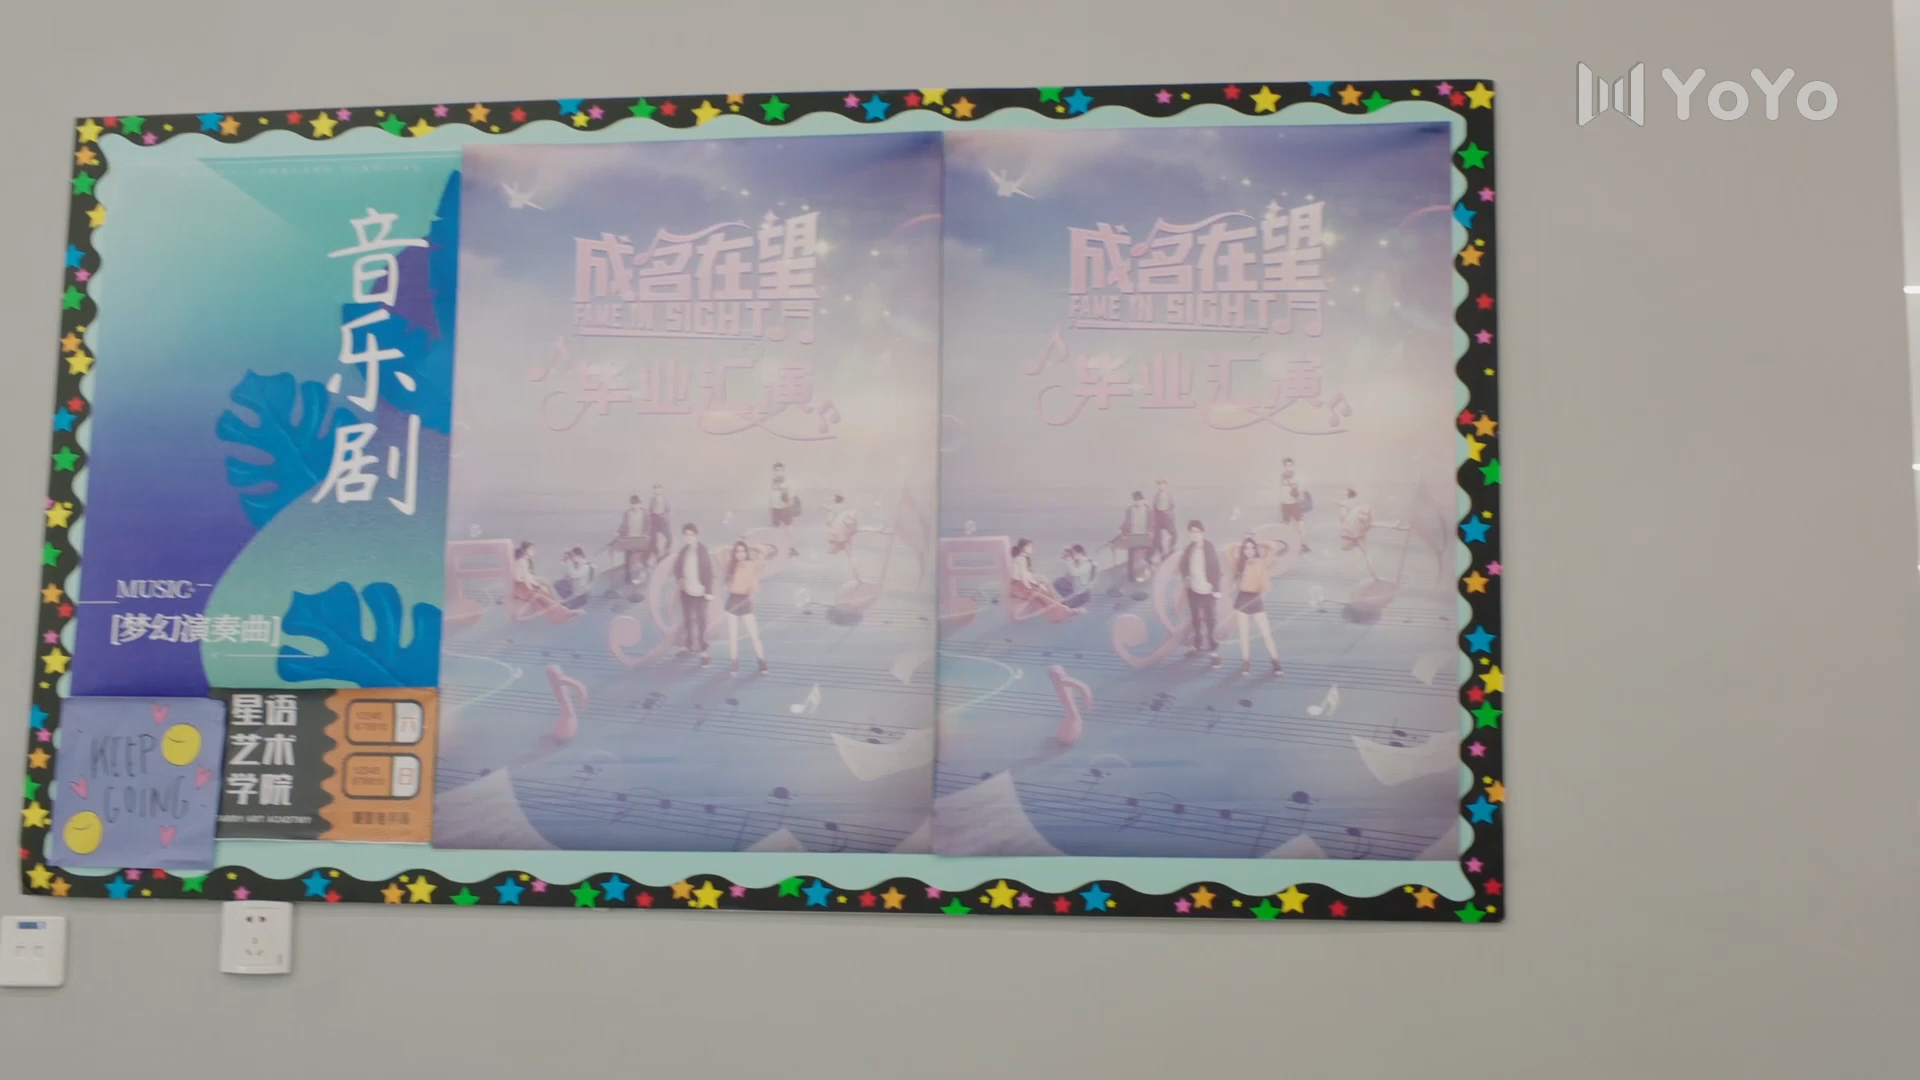 YoYo
音乐剧
MUSIC
[梦幻演奏曲]
KEEP
GOING
星语
艺术
学院
六
日
成名在望
FAME IN SIGHT
毕业汇演
成名在望
FAME IN SIGHT
毕业汇演